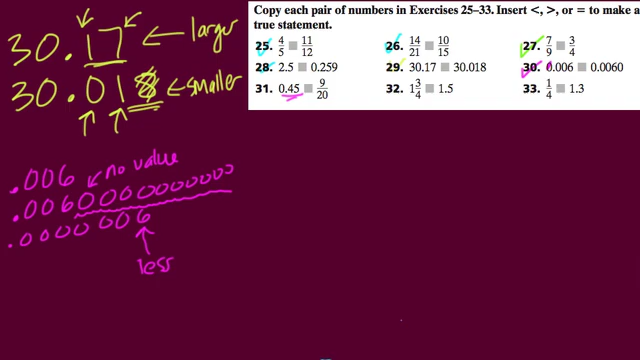 Copy each pair of numbers in Exercises 25–33. Insert <, >, or = to make a
true statement.
25. 4/5 ■ 11/12
26. 14/21 ■ 10/15
27. 7/9 ■ 3/4
28. 2.5 ■ 0.259
29. 30.17 ■ 30.018
30. 0.006 ■ 0.0060
31. 0.45 ■ 9/20
32. 1 3/4 ■ 1.5
33. 1/4 ■ 1.3
30.17 ← larger
30.018 ← smaller
.006 no value
.00600000000000
.0000006
less